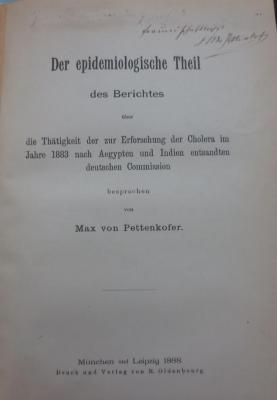 Der epidemiologische Theil
des Berichtes
über
die Thätigkeit der zur Erforschung der Cholera im
Jahre 1883 nach Aegypten und Indien entsandten
deutschen Commission
besprochen
von
Max von Pettenkofer.
München und Leipzig 1888.
Druck und Verlag von R. Oldenbourg.